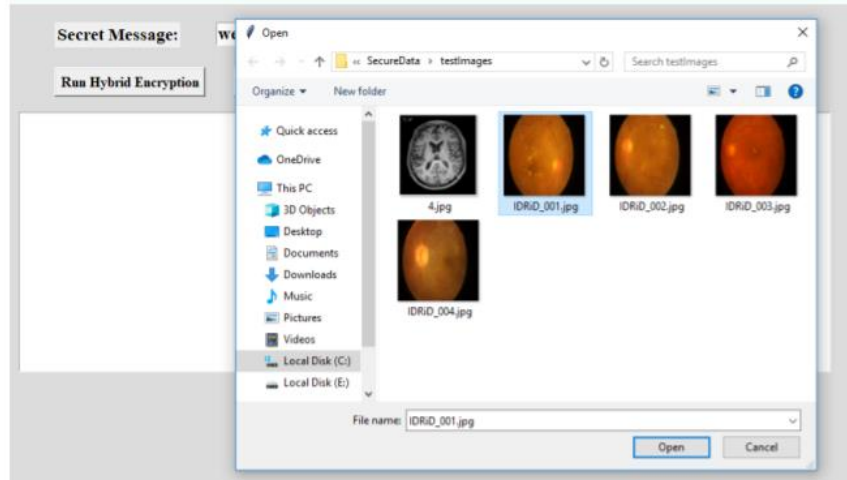 Secret Message:
Run Hybrid Encryption
Open
« SecureData › testImages
Search testImages
Organize
New folder
Quick access
OneDrive
This PC
3D Objects
Desktop
Documents
Downloads
Music
Pictures
Videos
Local Disk (C:)
Local Disk (E:)
4.jpg
IDRiD_001.jpg
IDRiD_002.jpg
IDRiD_003.jpg
IDRiD_004.jpg
File name: IDRiD_001.jpg
Open
Cancel